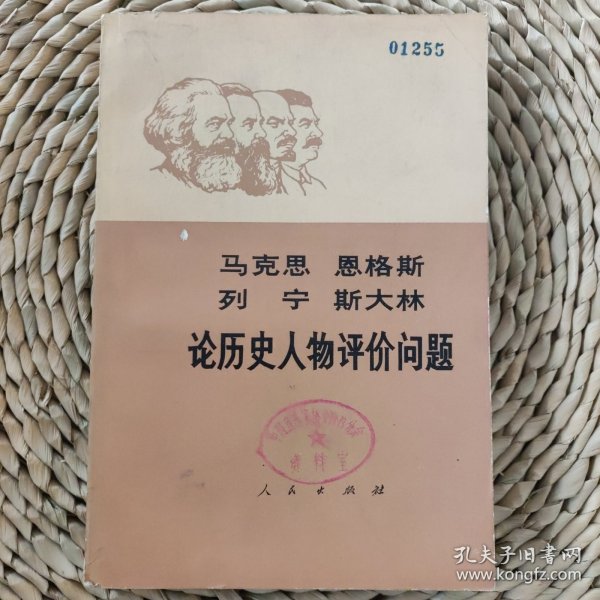 01255
马克思 恩格斯
列 宁 斯大林
论历史人物评价问题
资料室
人民出版社
孔夫子旧书网
www.kongfz.com